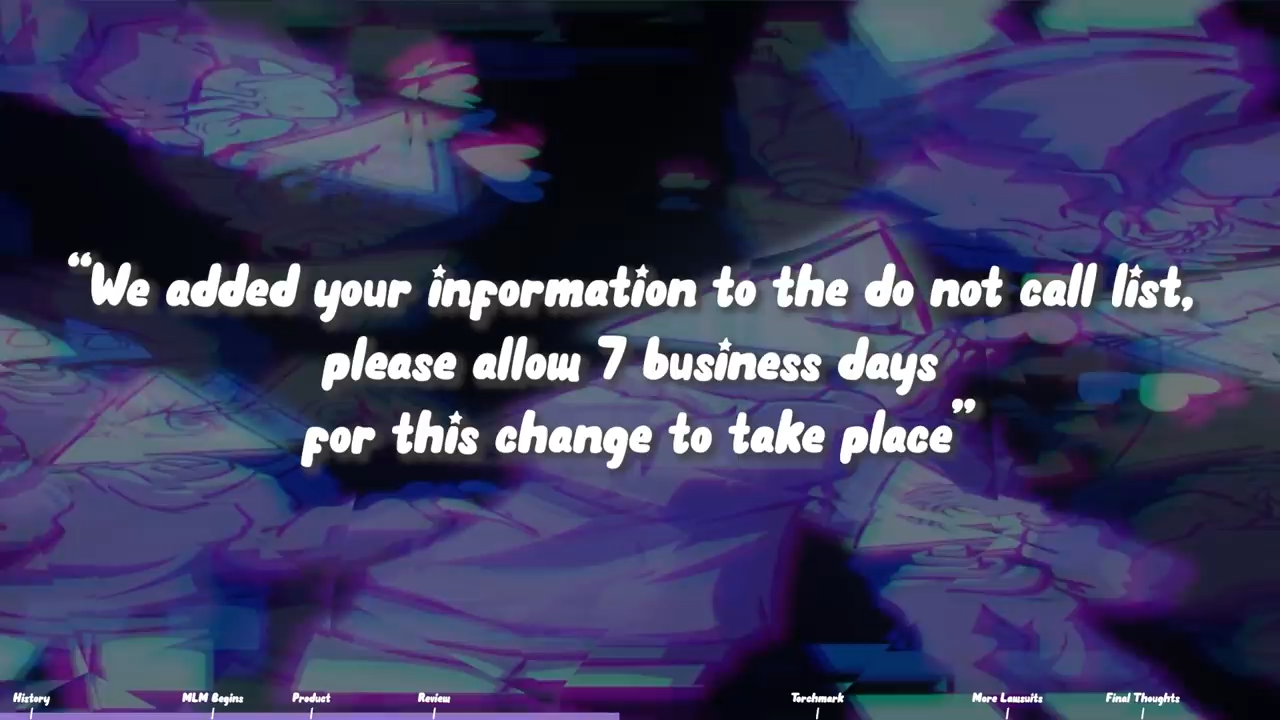 “We added your information to the do not call list,
please allow 7 business days
for this change to take place”
History MLM Begins Product Review Torchmark More Lawsuits Final Thoughts